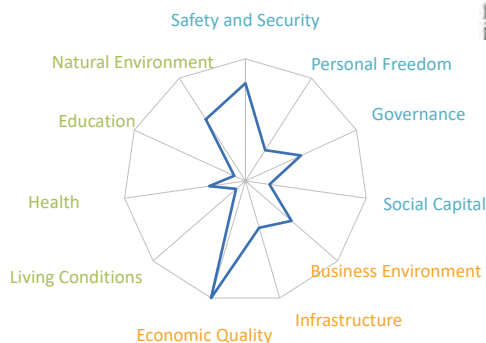 Safety and Security
Natural Environment
Personal Freedom
Governance
Education
Health
Social Capital
Living Conditions
Business Environment
Economic Quality
Infrastructure